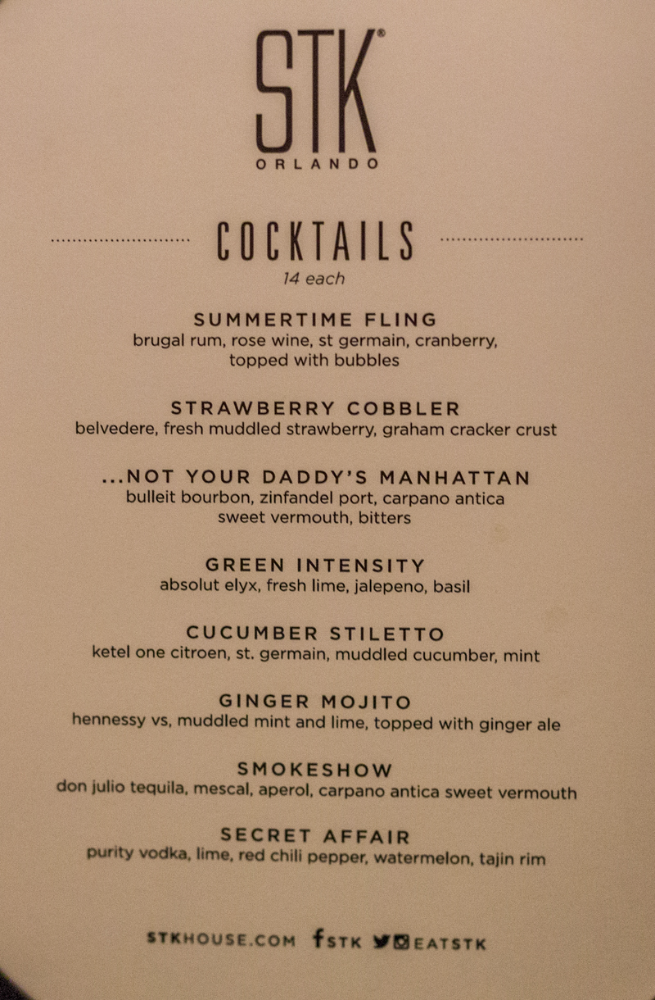 STK®
ORLANDO
COCKTAILS
14 each
SUMMERTIME FLING
brugal rum, rose wine, st germain, cranberry,
topped with bubbles
STRAWBERRY COBBLER
belvedere, fresh muddled strawberry, graham cracker crust
...NOT YOUR DADDY'S MANHATTAN
bulleit bourbon, zinfandel port, carpano antica
sweet vermouth, bitters
GREEN INTENSITY
absolut elyx, fresh lime, jalepeno, basil
CUCUMBER STILETTO
ketel one citroen, st. germain, muddled cucumber, mint
GINGER MOJITO
hennessy vs, muddled mint and lime, topped with ginger ale
SMOKESHOW
don julio tequila, mescal, aperol, carpano antica sweet vermouth
SECRET AFFAIR
purity vodka, lime, red chili pepper, watermelon, tajin rim
STKHOUSE.COM f STK EATSTK